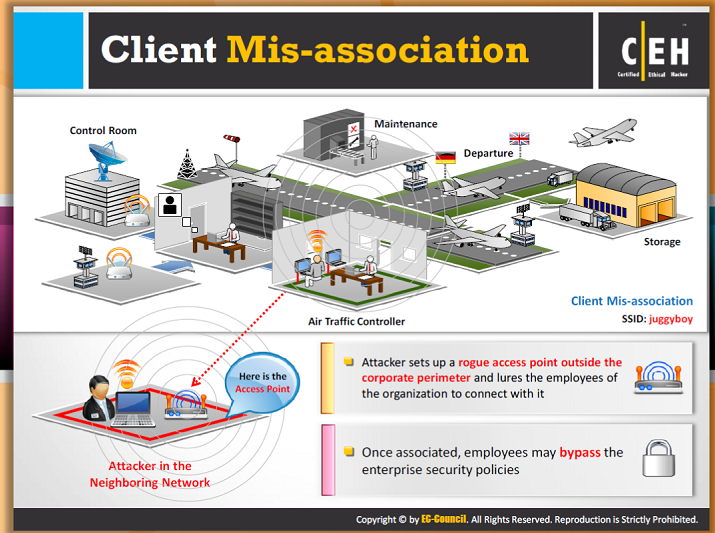 Client Mis-association
C|EH
Certified Ethical Hacker
Control Room
Maintenance
Departure
Storage
Air Traffic Controller
Client Mis-association
SSID: juggyboy
Here is the
Access Point
Attacker in the
Neighboring Network
Attacker sets up a rogue access point outside the
corporate perimeter and lures the employees of
the organization to connect with it
Once associated, employees may bypass the
enterprise security policies
Copyright © by EC-Council. All Rights Reserved. Reproduction is Strictly Prohibited.